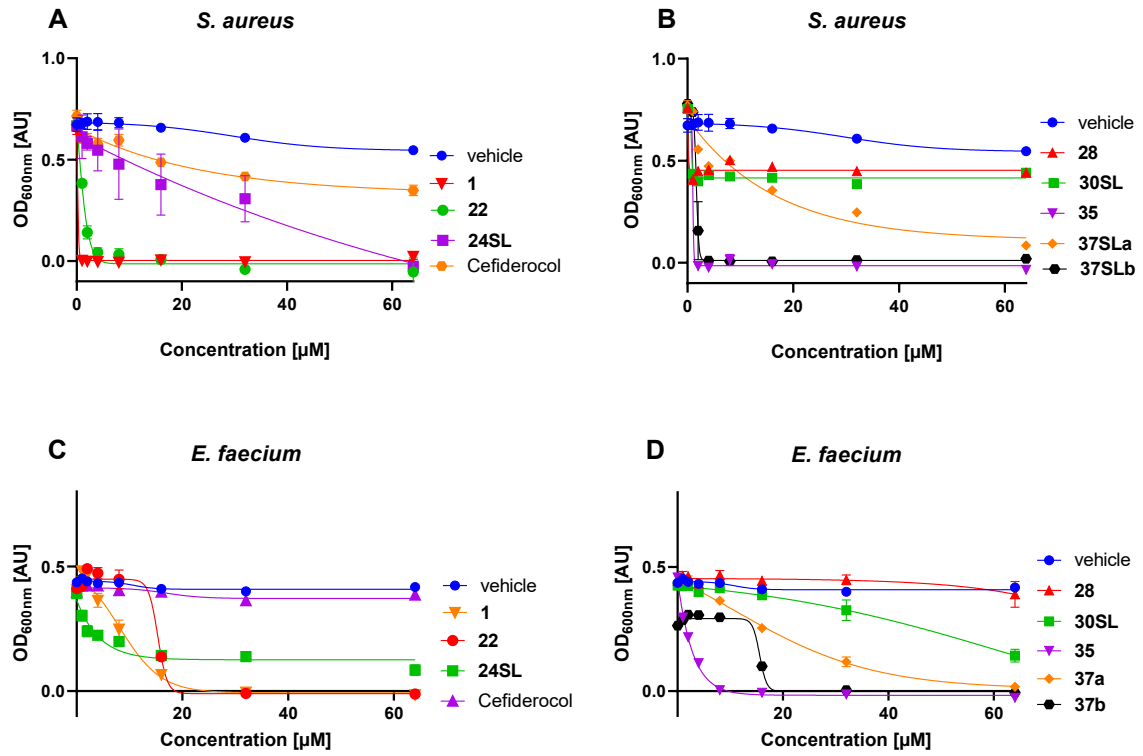 A
S. aureus
1.0
0.5
0.0
0
20
40
60
OD600nm [AU]
Concentration [µM]
vehicle
1
22
24SL
Cefiderocol
B
S. aureus
1.0
0.5
0.0
0
20
40
60
OD600nm [AU]
Concentration [µM]
vehicle
28
30SL
35
37SLa
37SLb
C
E. faecium
0.5
0.0
20
40
60
OD600nm [AU]
Concentration [µM]
vehicle
1
22
24SL
Cefiderocol
D
E. faecium
0.5
0.0
20
40
60
OD600nm [AU]
Concentration [µM]
vehicle
28
30SL
35
37a
37b